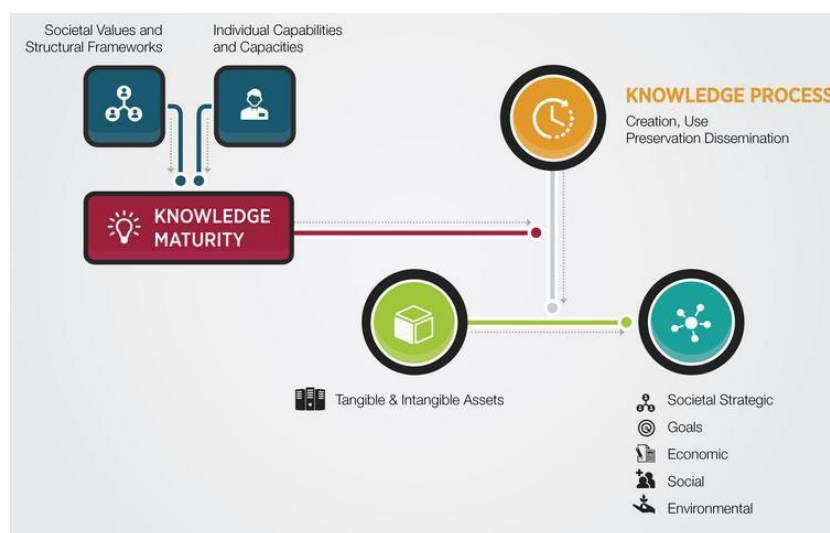 Societal Values and
Structural Frameworks
Individual Capabilities
and Capacities
KNOWLEDGE PROCESS
Creation, Use
Preservation Dissemination
KNOWLEDGE
MATURITY
Tangible & Intangible Assets
Societal Strategic
Goals
Economic
Social
Environmental